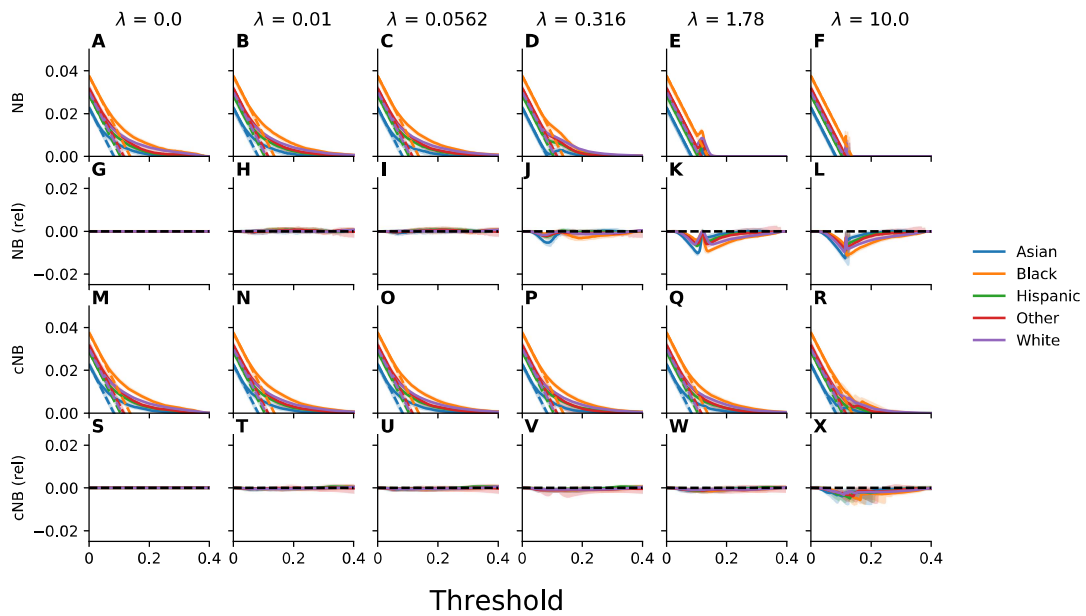 λ = 0.0 λ = 0.01 λ = 0.0562 λ = 0.316 λ = 1.78 λ = 10.0
A B C D E F
NB
0.04
0.02
0.00
G H I J K L
NB (rel)
0.02
0.00
−0.02
M N O P Q R
cNB
0.04
0.02
0.00
S T U V W X
cNB (rel)
0.02
0.00
−0.02
0 0.2 0.4 0 0.2 0.4 0 0.2 0.4 0 0.2 0.4 0 0.2 0.4 0 0.2 0.4
Threshold
Asian
Black
Hispanic
Other
White